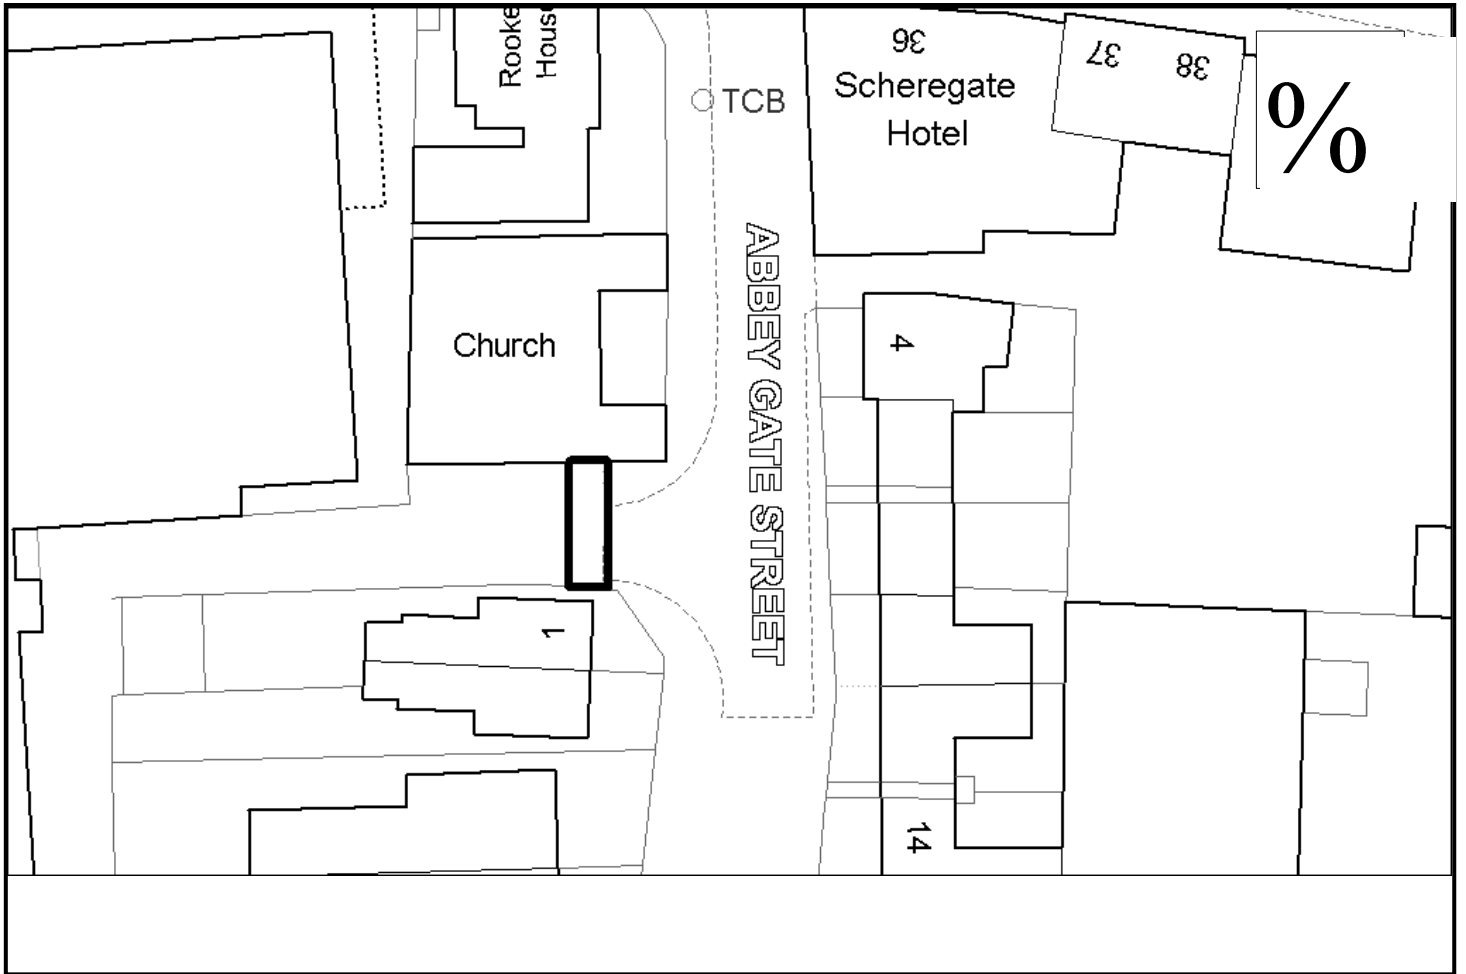 Rooke
Hous
TCB
36
Scheregate
Hotel
37
38
%
Church
ABBEY GATE STREET
4
1
14